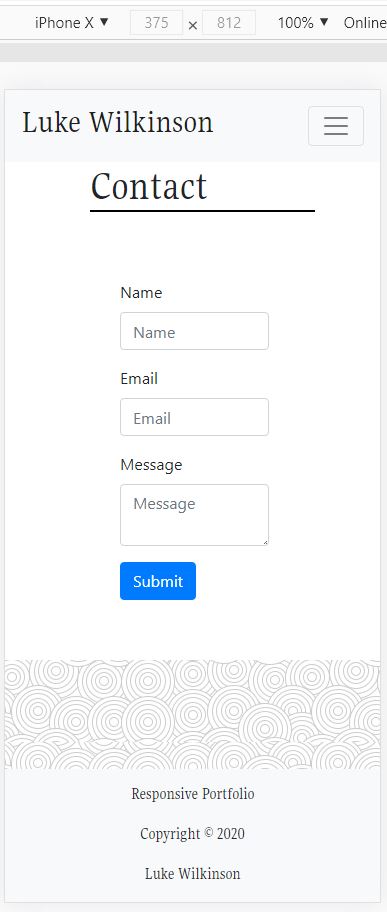 iPhone X ▼ 375 × 812 100% ▼ Online
Luke Wilkinson
Contact
Name
Name
Email
Email
Message
Message
Submit
Responsive Portfolio
Copyright © 2020
Luke Wilkinson